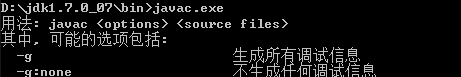 D:\jdk1.7.0_07\bin>javac.exe
用法: javac <options> <source files>
其中, 可能的选项包括:
-g 生成所有调试信息
-g:none 不生成任何调试信息